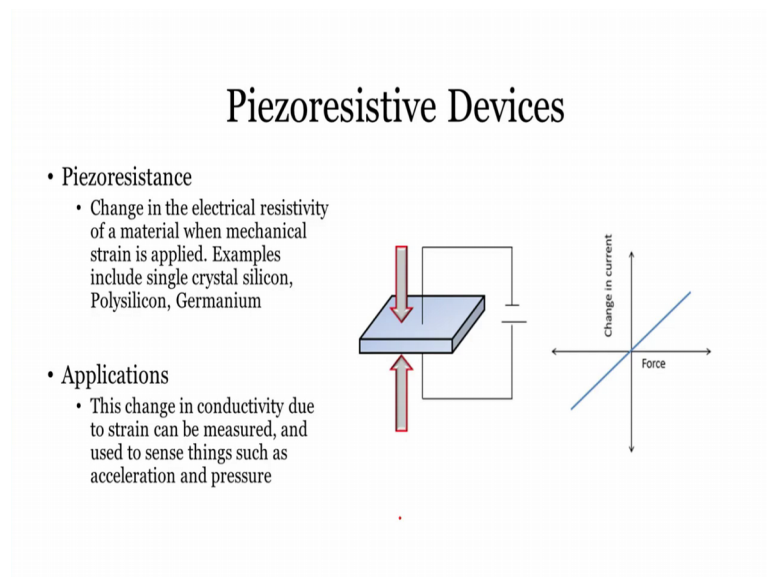 Piezoresistive Devices
• Piezoresistance
• Change in the electrical resistivity
of a material when mechanical
strain is applied. Examples
include single crystal silicon,
Polysilicon, Germanium
• Applications
• This change in conductivity due
to strain can be measured, and
used to sense things such as
acceleration and pressure
Change in current
Force